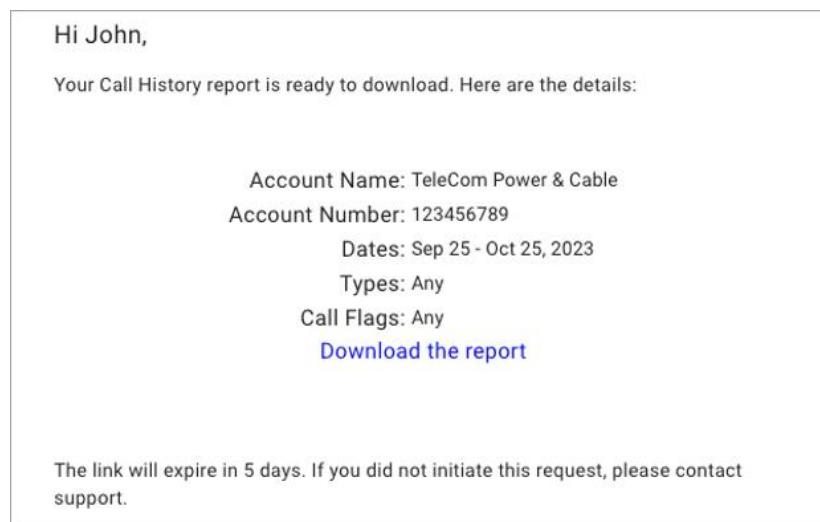 Hi John,
Your Call History report is ready to download. Here are the details:
Account Name: TeleCom Power & Cable
Account Number: 123456789
Dates: Sep 25 - Oct 25, 2023
Types: Any
Call Flags: Any
Download the report
The link will expire in 5 days. If you did not initiate this request, please contact
support.